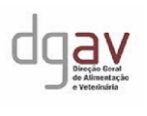 dgav
Direção Geral
de Alimentação
e Veterinária